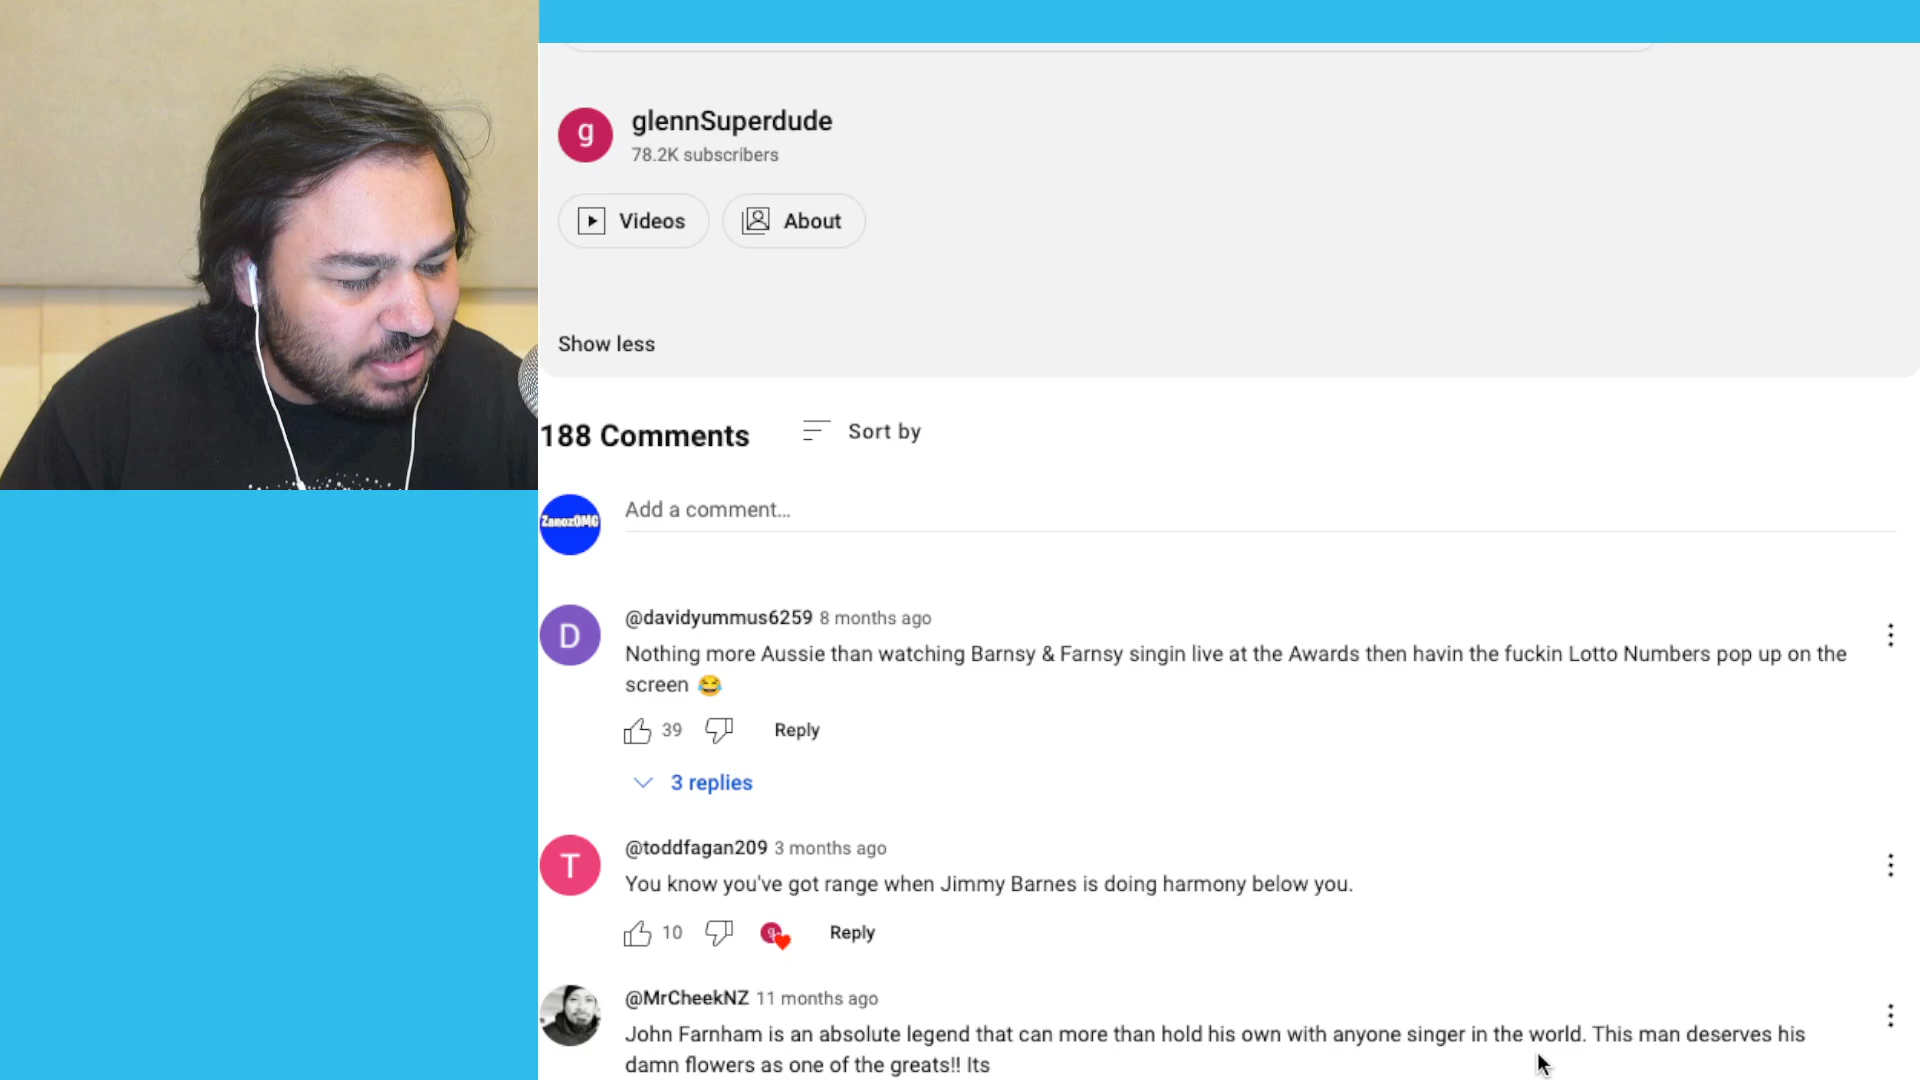 g
glennSuperdude
78.2K subscribers
Videos
About
Show less
188 Comments
Sort by
ZanozOMG
Add a comment...
D
@davidyummus6259 8 months ago
Nothing more Aussie than watching Barnsy & Farnsy singin live at the Awards then havin the fuckin Lotto Numbers pop up on the
screen 😂
39
Reply
3 replies
T
@toddfagan209 3 months ago
You know you've got range when Jimmy Barnes is doing harmony below you.
10
g
Reply
@MrCheekNZ 11 months ago
John Farnham is an absolute legend that can more than hold his own with anyone singer in the world. This man deserves his
damn flowers as one of the greats!! Its